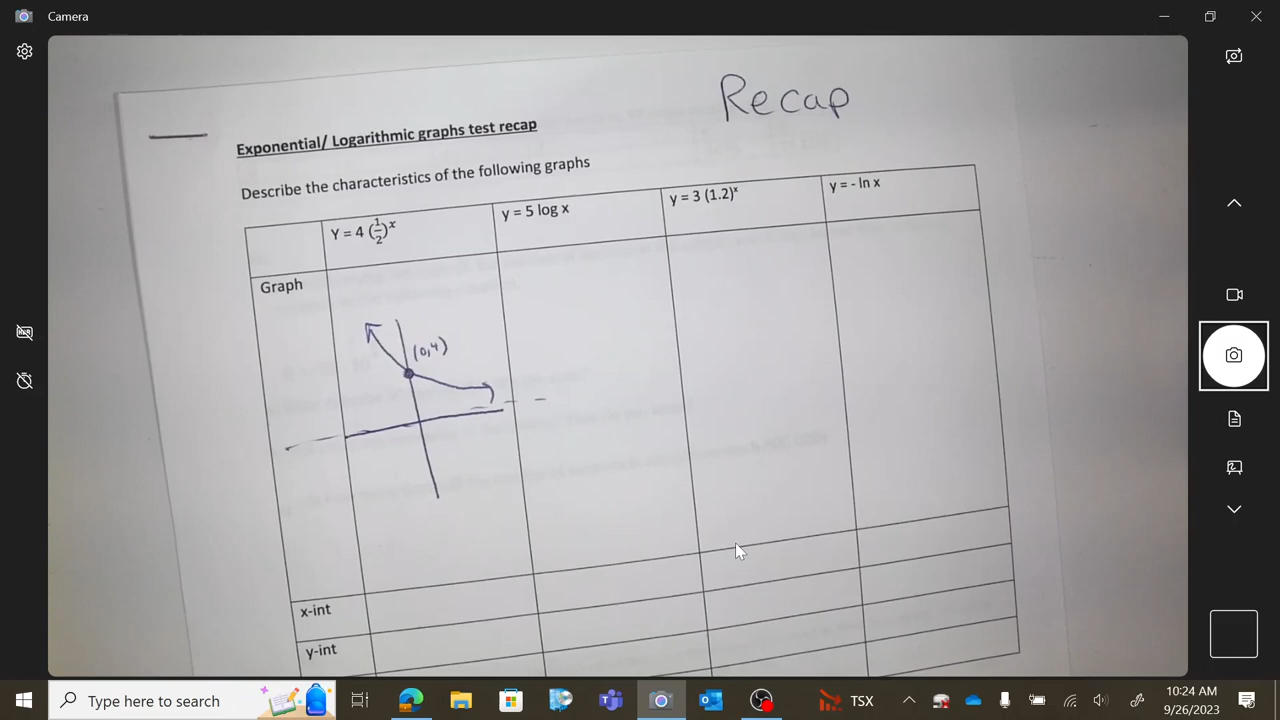 Camera
Recap
Exponential/ Logarithmic graphs test recap
Describe the characteristics of the following graphs
Y = 4 (1/2)^x
y = 5 log x
y = 3 (1.2)^x
y = - ln x
Graph
(0,4)
x-int
y-int
Type here to search
TSX
10:24 AM
9/26/2023